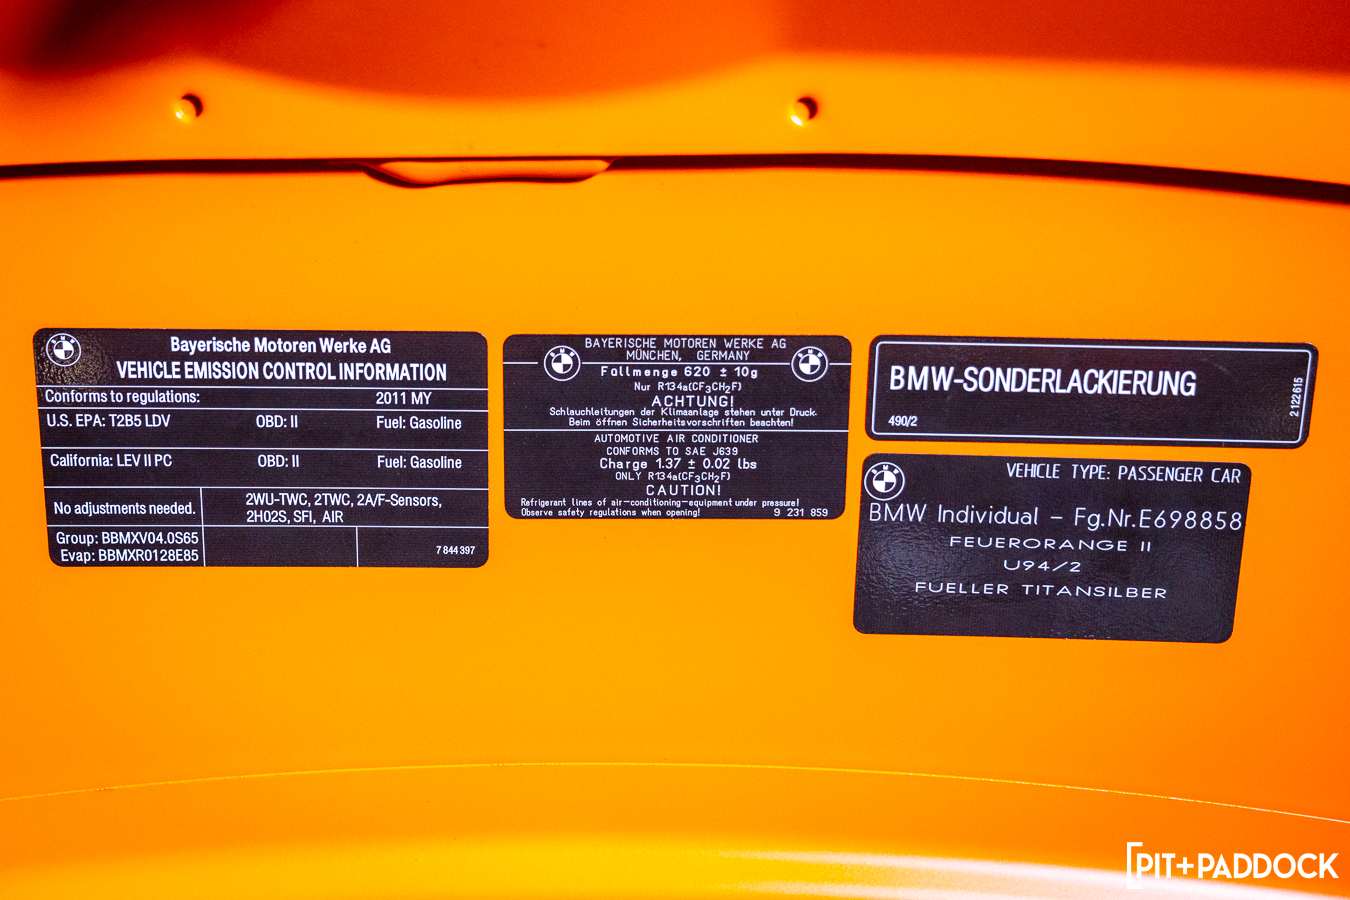 Bayerische Motoren Werke AG
VEHICLE EMISSION CONTROL INFORMATION
Conforms to regulations: 2011 MY
U.S. EPA: T2B5 LDV OBD: II Fuel: Gasoline
California: LEV II PC OBD: II Fuel: Gasoline
No adjustments needed.
2WU-TWC, 2TWC, 2A/F-Sensors,
2HO2S, SFI, AIR
Group: BBMXV04.0S65
Evap: BBMXR0128E85
7 844 397
BAYERISCHE MOTOREN WERKE AG
MÜNCHEN, GERMANY
Fullmenge 620 ± 10g
Nur R134a(CF3CH2F)
ACHTUNG!
Schlauchleitungen der Klimaanlage stehen unter Druck.
Beim öffnen Sicherheitsvorschriften beachten!
AUTOMOTIVE AIR CONDITIONER
CONFORMS TO SAE J639
Charge 1.37 ± 0.02 lbs
ONLY R134a(CF3CH2F)
CAUTION!
Refrigerant lines of air-conditioning-equipment under pressure!
Observe safety regulations when opening! 9 231 859
BMW-SONDERLACKIERUNG
490/2
2 122 615
VEHICLE TYPE: PASSENGER CAR
BMW Individual - Fg.Nr.E698858
FEUERORANGE II
U94/2
FUELLER TITANSILBER
PIT+PADDOCK